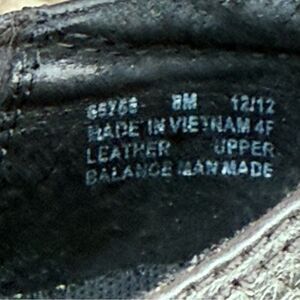 8M 12/12
MADE IN VIETNAM 4F
LEATHER UPPER
BALANCE MAN MADE